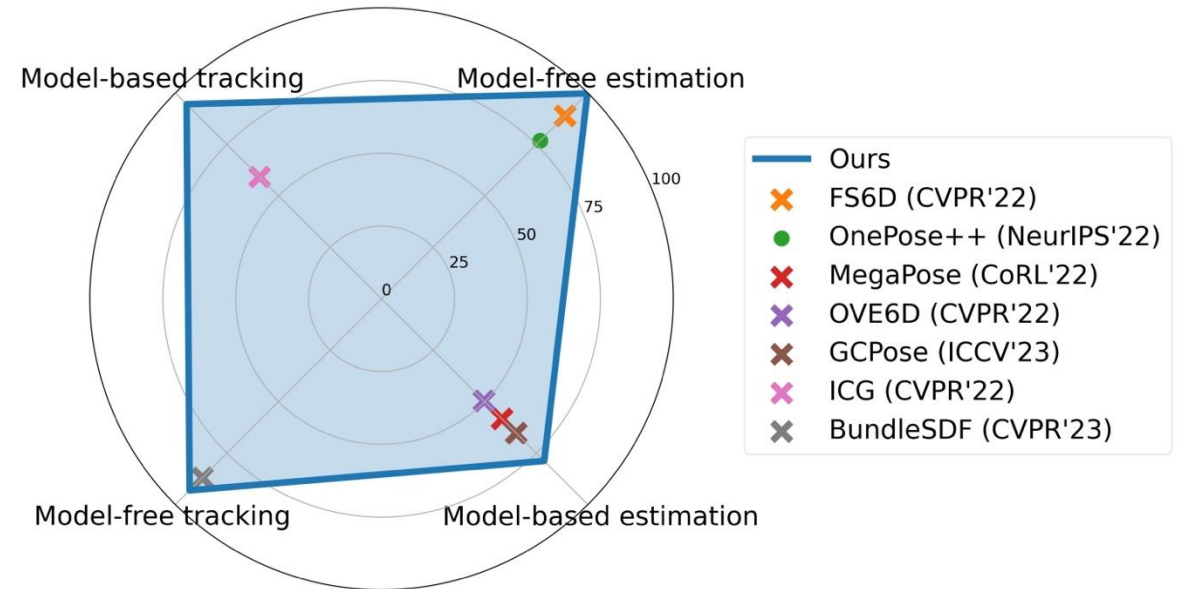 Model-based tracking
Model-free estimation
100
75
50
25
0
Model-free tracking
Model-based estimation
Ours
FS6D (CVPR'22)
OnePose++ (NeurIPS'22)
MegaPose (CoRL'22)
OVE6D (CVPR'22)
GCPose (ICCV'23)
ICG (CVPR'22)
BundleSDF (CVPR'23)